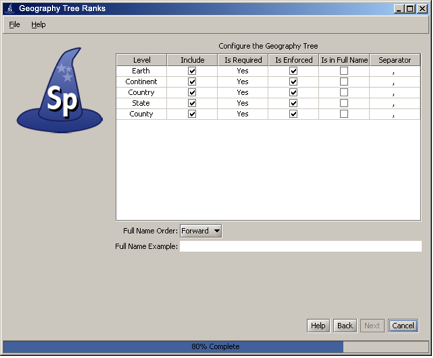 Geography Tree Ranks
File Help
Configure the Geography Tree
Level Include Is Required Is Enforced Is in Full Name Separator
Earth Yes ,
Continent Yes ,
Country Yes ,
State Yes ,
County Yes ,
Sp
Full Name Order: Forward
Full Name Example:
Help Back Next Cancel
80% Complete